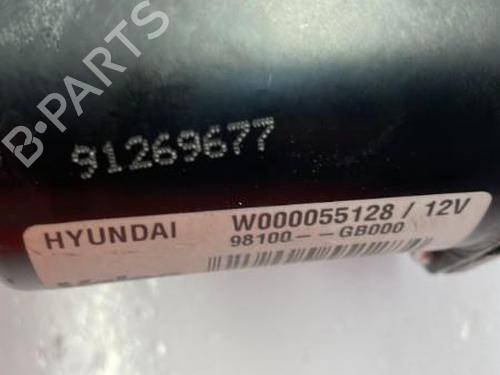 B-PARTS
91269677
HYUNDAI W000055128 / 12V
98100--GB000